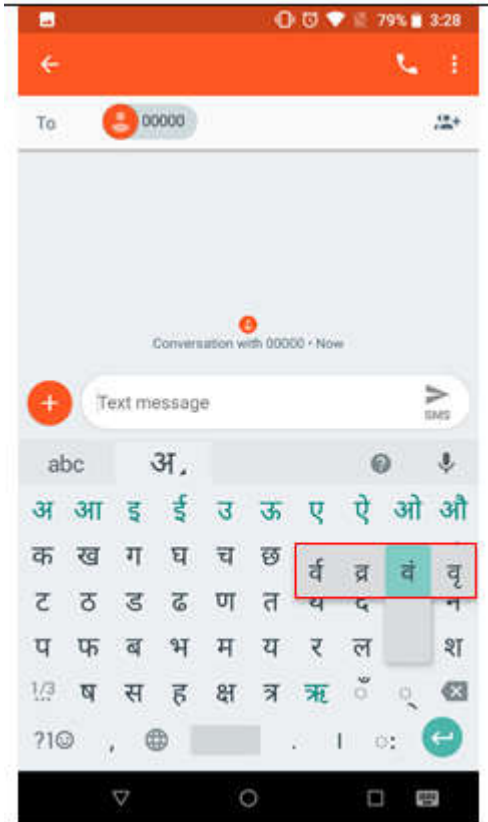 79% 3:28
To 00000
Conversation with 00000 • Now
Text message
SMS
abc अ
अ आ इ ई उ ऊ ए ऐ ओ औ
क ख ग घ च छ
र्व व्र वं वृ
ट ठ ड ढ ण त थ द न
प फ ब भ म य र ल श
1/3 ष स ह क्ष त्र ऋ ँ ़
?1☺ , . । ः